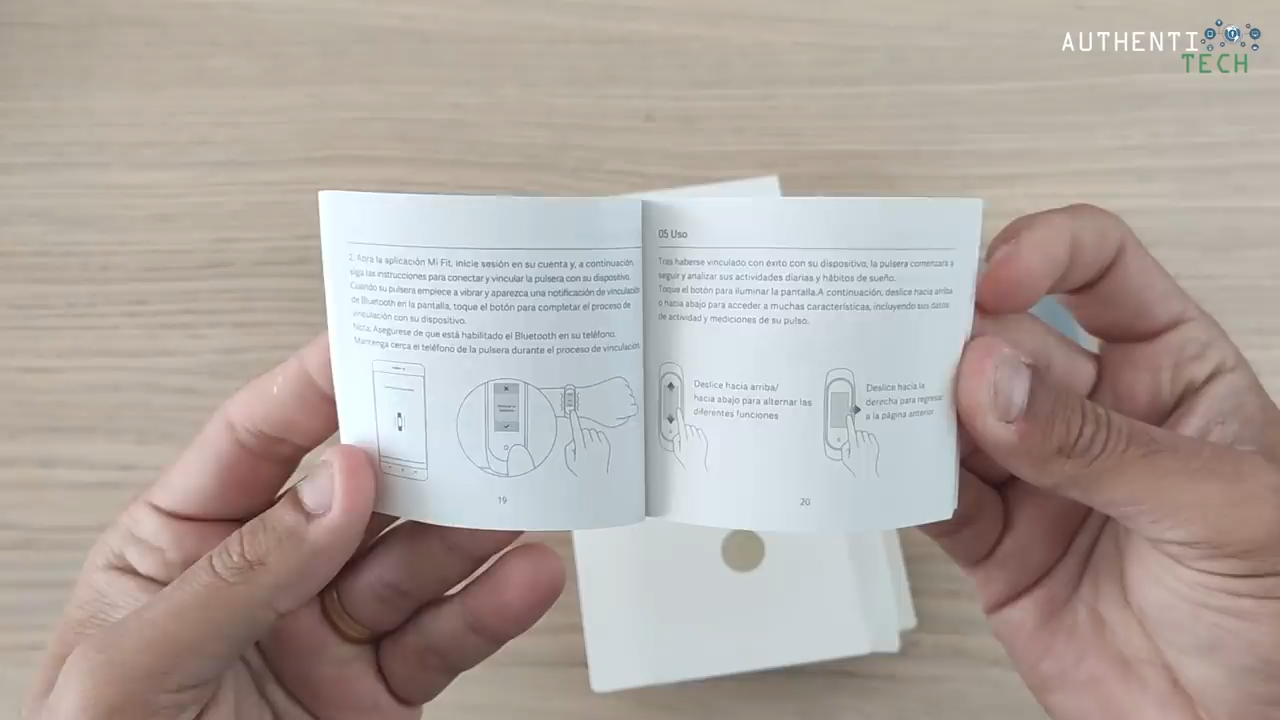 AUTHENTI
TECH
2. Abra la aplicación Mi Fit, inicie sesión en su cuenta y, a continuación,
siga las instrucciones para conectar y vincular la pulsera con su dispositivo.
Cuando su pulsera empiece a vibrar y aparezca una notificación de vinculación
de Bluetooth en la pantalla, toque el botón para completar el proceso de
vinculación con su dispositivo.
Nota: Asegúrese de que está habilitado el Bluetooth en su teléfono.
Mantenga cerca el teléfono de la pulsera durante el proceso de vinculación.
19
05 Uso
Tras haberse vinculado con éxito con su dispositivo, la pulsera comenzará a
seguir y analizar sus actividades diarias y hábitos de sueño.
Toque el botón para iluminar la pantalla.A continuación, deslice hacia arriba
o hacia abajo para acceder a muchas características, incluyendo sus datos
de actividad y mediciones de su pulso.
Deslice hacia arriba/
hacia abajo para alternar las
diferentes funciones
Deslice hacia la
derecha para regresar
a la página anterior
20